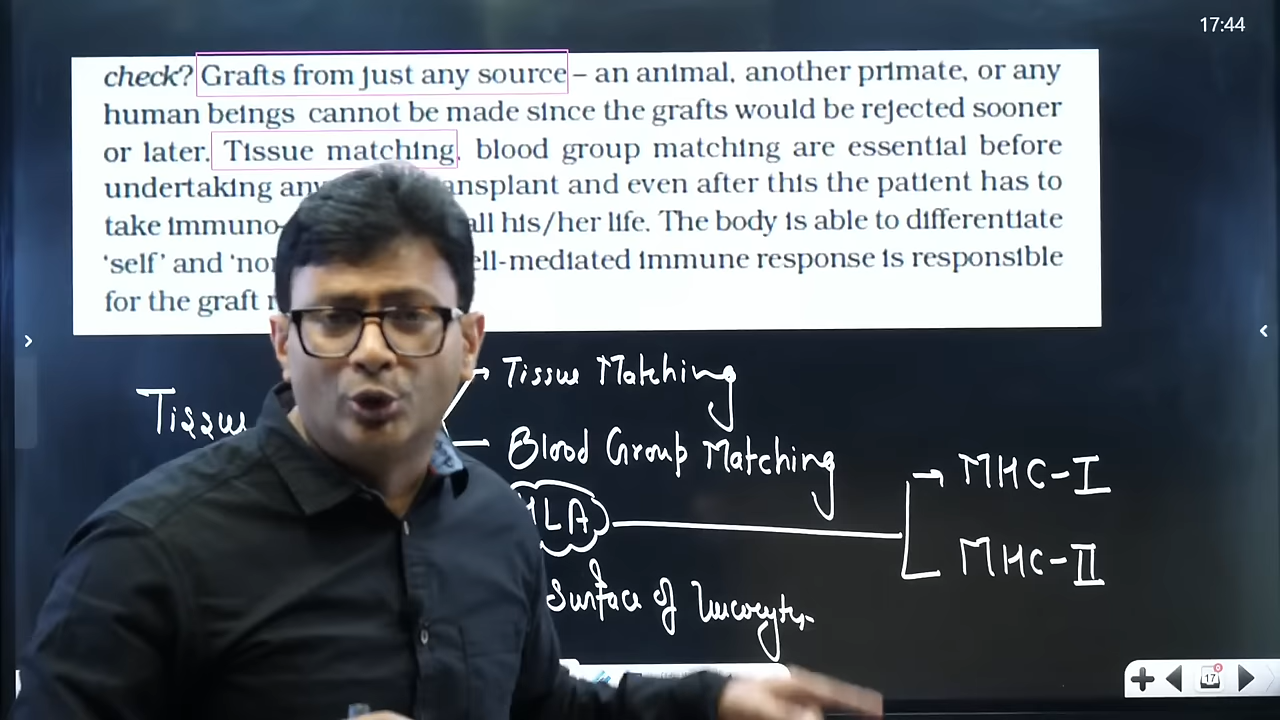 17:44
check? Grafts from just any source – an animal, another primate, or any
human beings cannot be made since the grafts would be rejected sooner
or later. Tissue matching, blood group matching are essential before
undertaking any ansplant and even after this the patient has to
take immuno- all his/her life. The body is able to differentiate
‘self’ and ‘no ell-mediated immune response is responsible
for the graft
Tissue Matching
Tissue
Blood Group Matching
MHC-I
LA
MHC-II
Surface of
17